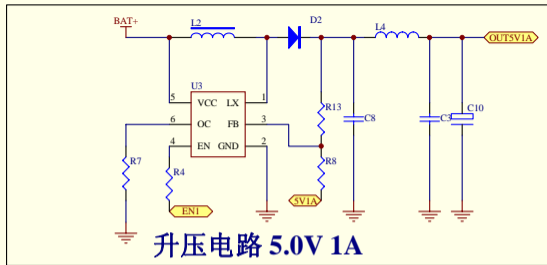 BAT+ L2 D2 L4 OUT5V1A
U3
5 VCC LX 1
6 OC FB 3
4 EN GND 2
R13 C8 C3 C10
R7 R4 R8
EN1 5V1A
升压电路 5.0V 1A